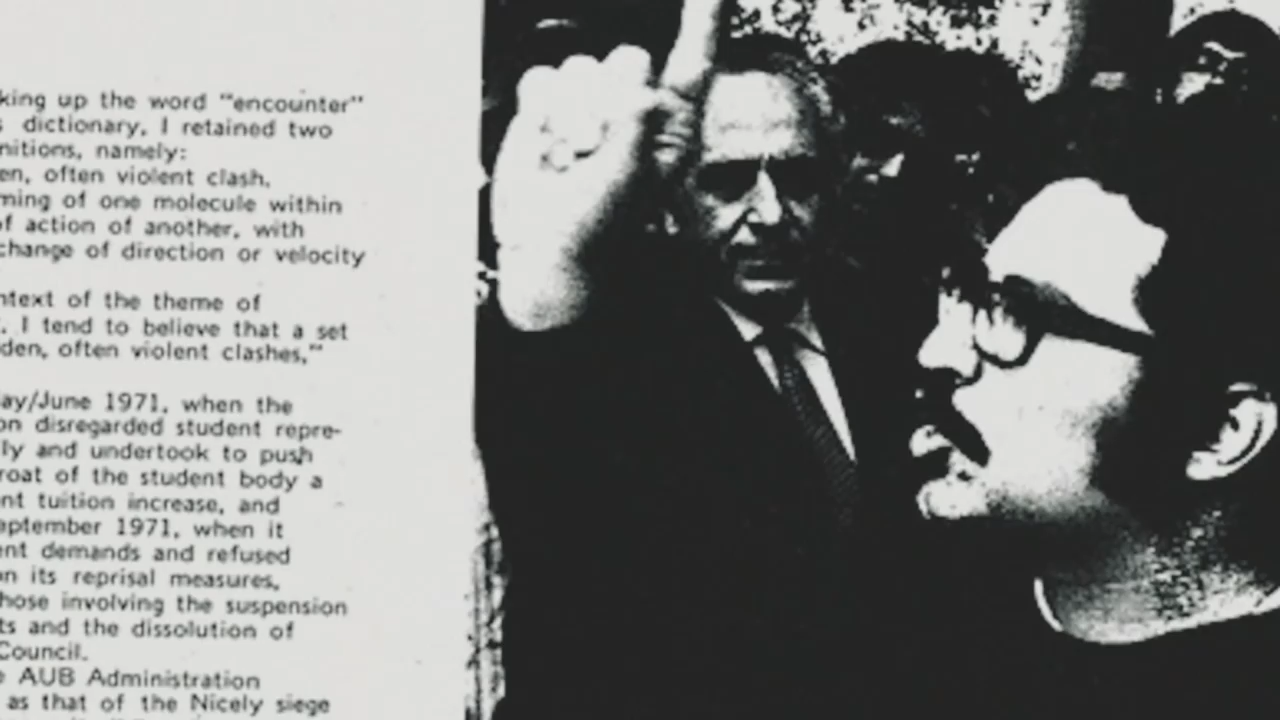 king up the word "encounter"
s dictionary, I retained two
nitions, namely:
en, often violent clash.
ming of one molecule within
of action of another, with
change of direction or velocity
ntext of the theme of
, I tend to believe that a set
den, often violent clashes,"
ay/June 1971, when the
on disregarded student repre-
ly and undertook to push
roat of the student body a
nt tuition increase, and
eptember 1971, when it
ent demands and refused
on its reprisal measures,
hose involving the suspension
ts and the dissolution of
Council.
e AUB Administration
as that of the Nicely siege